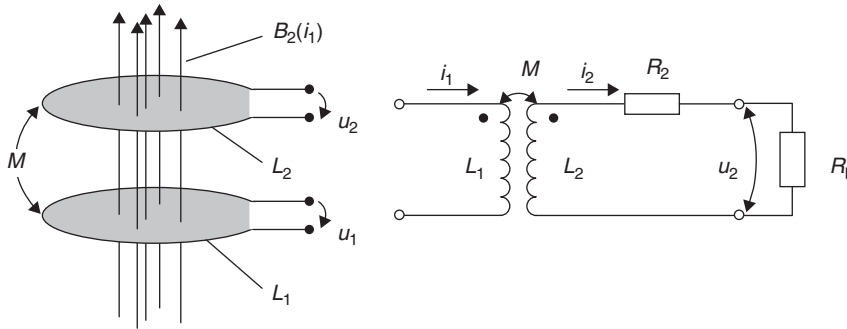 B₂(i₁)
u₂
M
L₂
u₁
L₁
i₁
M
i₂
R₂
L₁
L₂
u₂